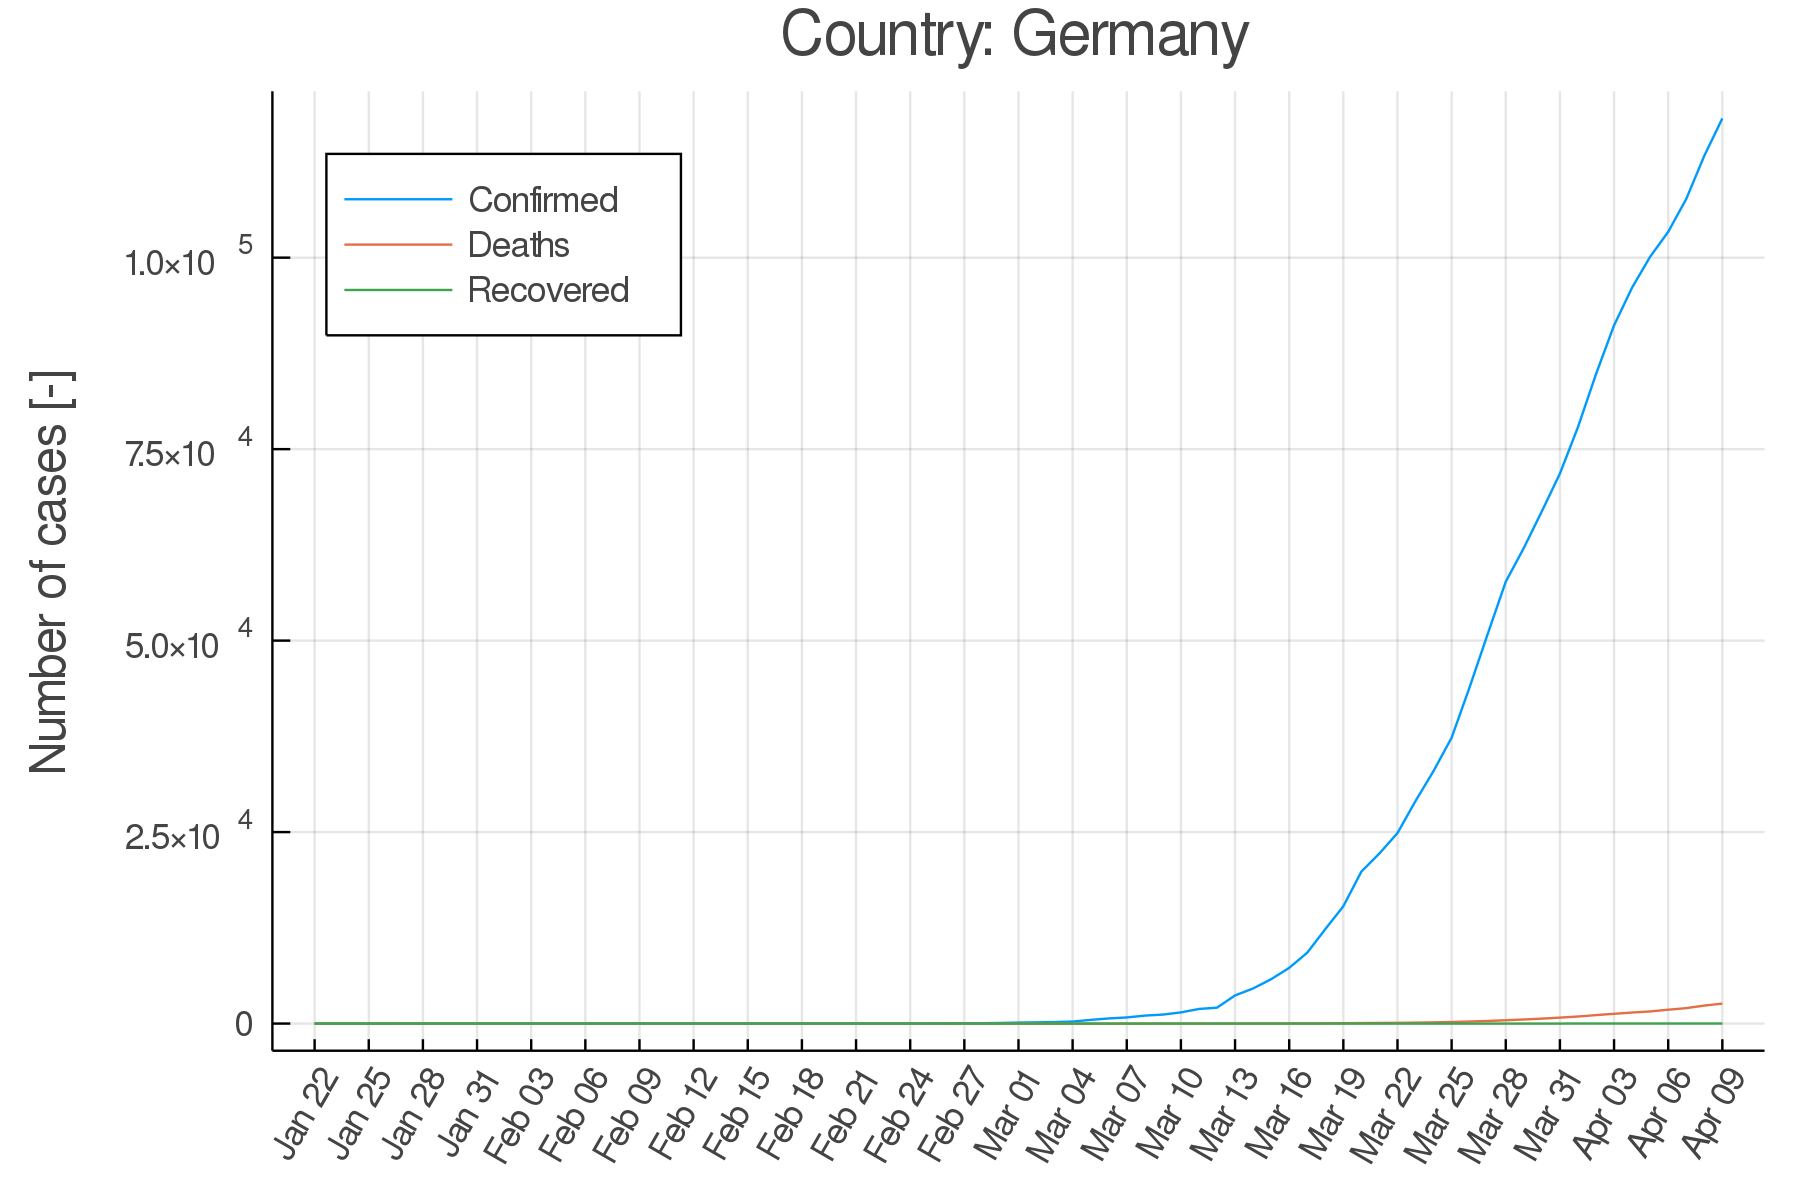 Country: Germany
Confirmed
Deaths
Recovered
Number of cases [-]
1.0×10 5
7.5×10 4
5.0×10 4
2.5×10 4
0
Jan 22 Jan 25 Jan 28 Jan 31 Feb 03 Feb 06 Feb 09 Feb 12 Feb 15 Feb 18 Feb 21 Feb 24 Feb 27 Mar 01 Mar 04 Mar 07 Mar 10 Mar 13 Mar 16 Mar 19 Mar 22 Mar 25 Mar 28 Mar 31 Apr 03 Apr 06 Apr 09